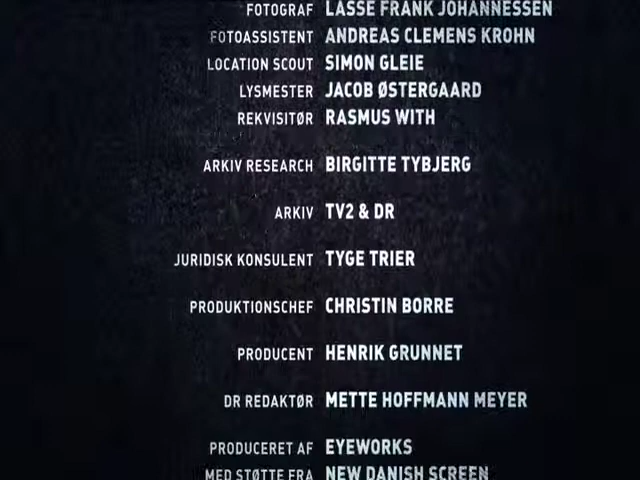 FOTOGRAF LASSE FRANK JOHANNESSEN
FOTOASSISTENT ANDREAS CLEMENS KROHN
LOCATION SCOUT SIMON GLEIE
LYSMESTER JACOB ØSTERGAARD
REKVISITØR RASMUS WITH
ARKIV RESEARCH BIRGITTE TYBJERG
ARKIV TV2 & DR
JURIDISK KONSULENT TYGE TRIER
PRODUKTIONSCHEF CHRISTIN BORRE
PRODUCENT HENRIK GRUNNET
DR REDAKTØR METTE HOFFMANN MEYER
PRODUCERET AF EYEWORKS
MED STØTTE FRA NEW DANISH SCREEN